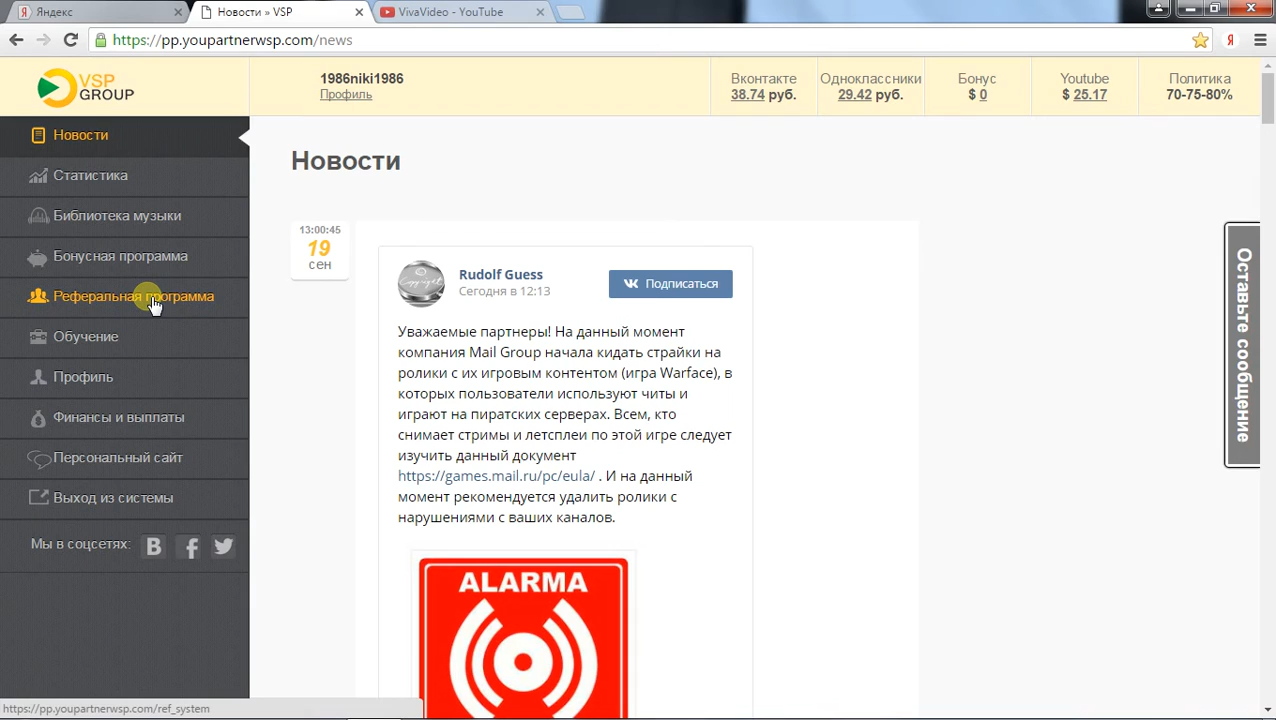 Яндекс
Новости » VSP
VivaVideo - YouTube
https://pp.youpartnerwsp.com/news
VSP
GROUP
1986niki1986
Профиль
Вконтакте
38.74 руб.
Одноклассники
29.42 руб.
Бонус
$ 0
Youtube
$ 25.17
Политика
70-75-80%
Новости
Статистика
Библиотека музыки
Бонусная программа
Реферальная программа
Обучение
Профиль
Финансы и выплаты
Персональный сайт
Выход из системы
Мы в соцсетях:
Новости
13:00:45
19
сен
Rudolf Guess
Сегодня в 12:13
Подписаться
Уважаемые партнеры! На данный момент
компания Mail Group начала кидать страйки на
ролики с их игровым контентом (игра Warface), в
которых пользователи используют читы и
играют на пиратских серверах. Всем, кто
снимает стримы и летсплеи по этой игре следует
изучить данный документ
https://games.mail.ru/pc/eula/ . И на данный
момент рекомендуется удалить ролики с
нарушениями с ваших каналов.
ALARMA
Оставьте сообщение
https://pp.youpartnerwsp.com/ref_system